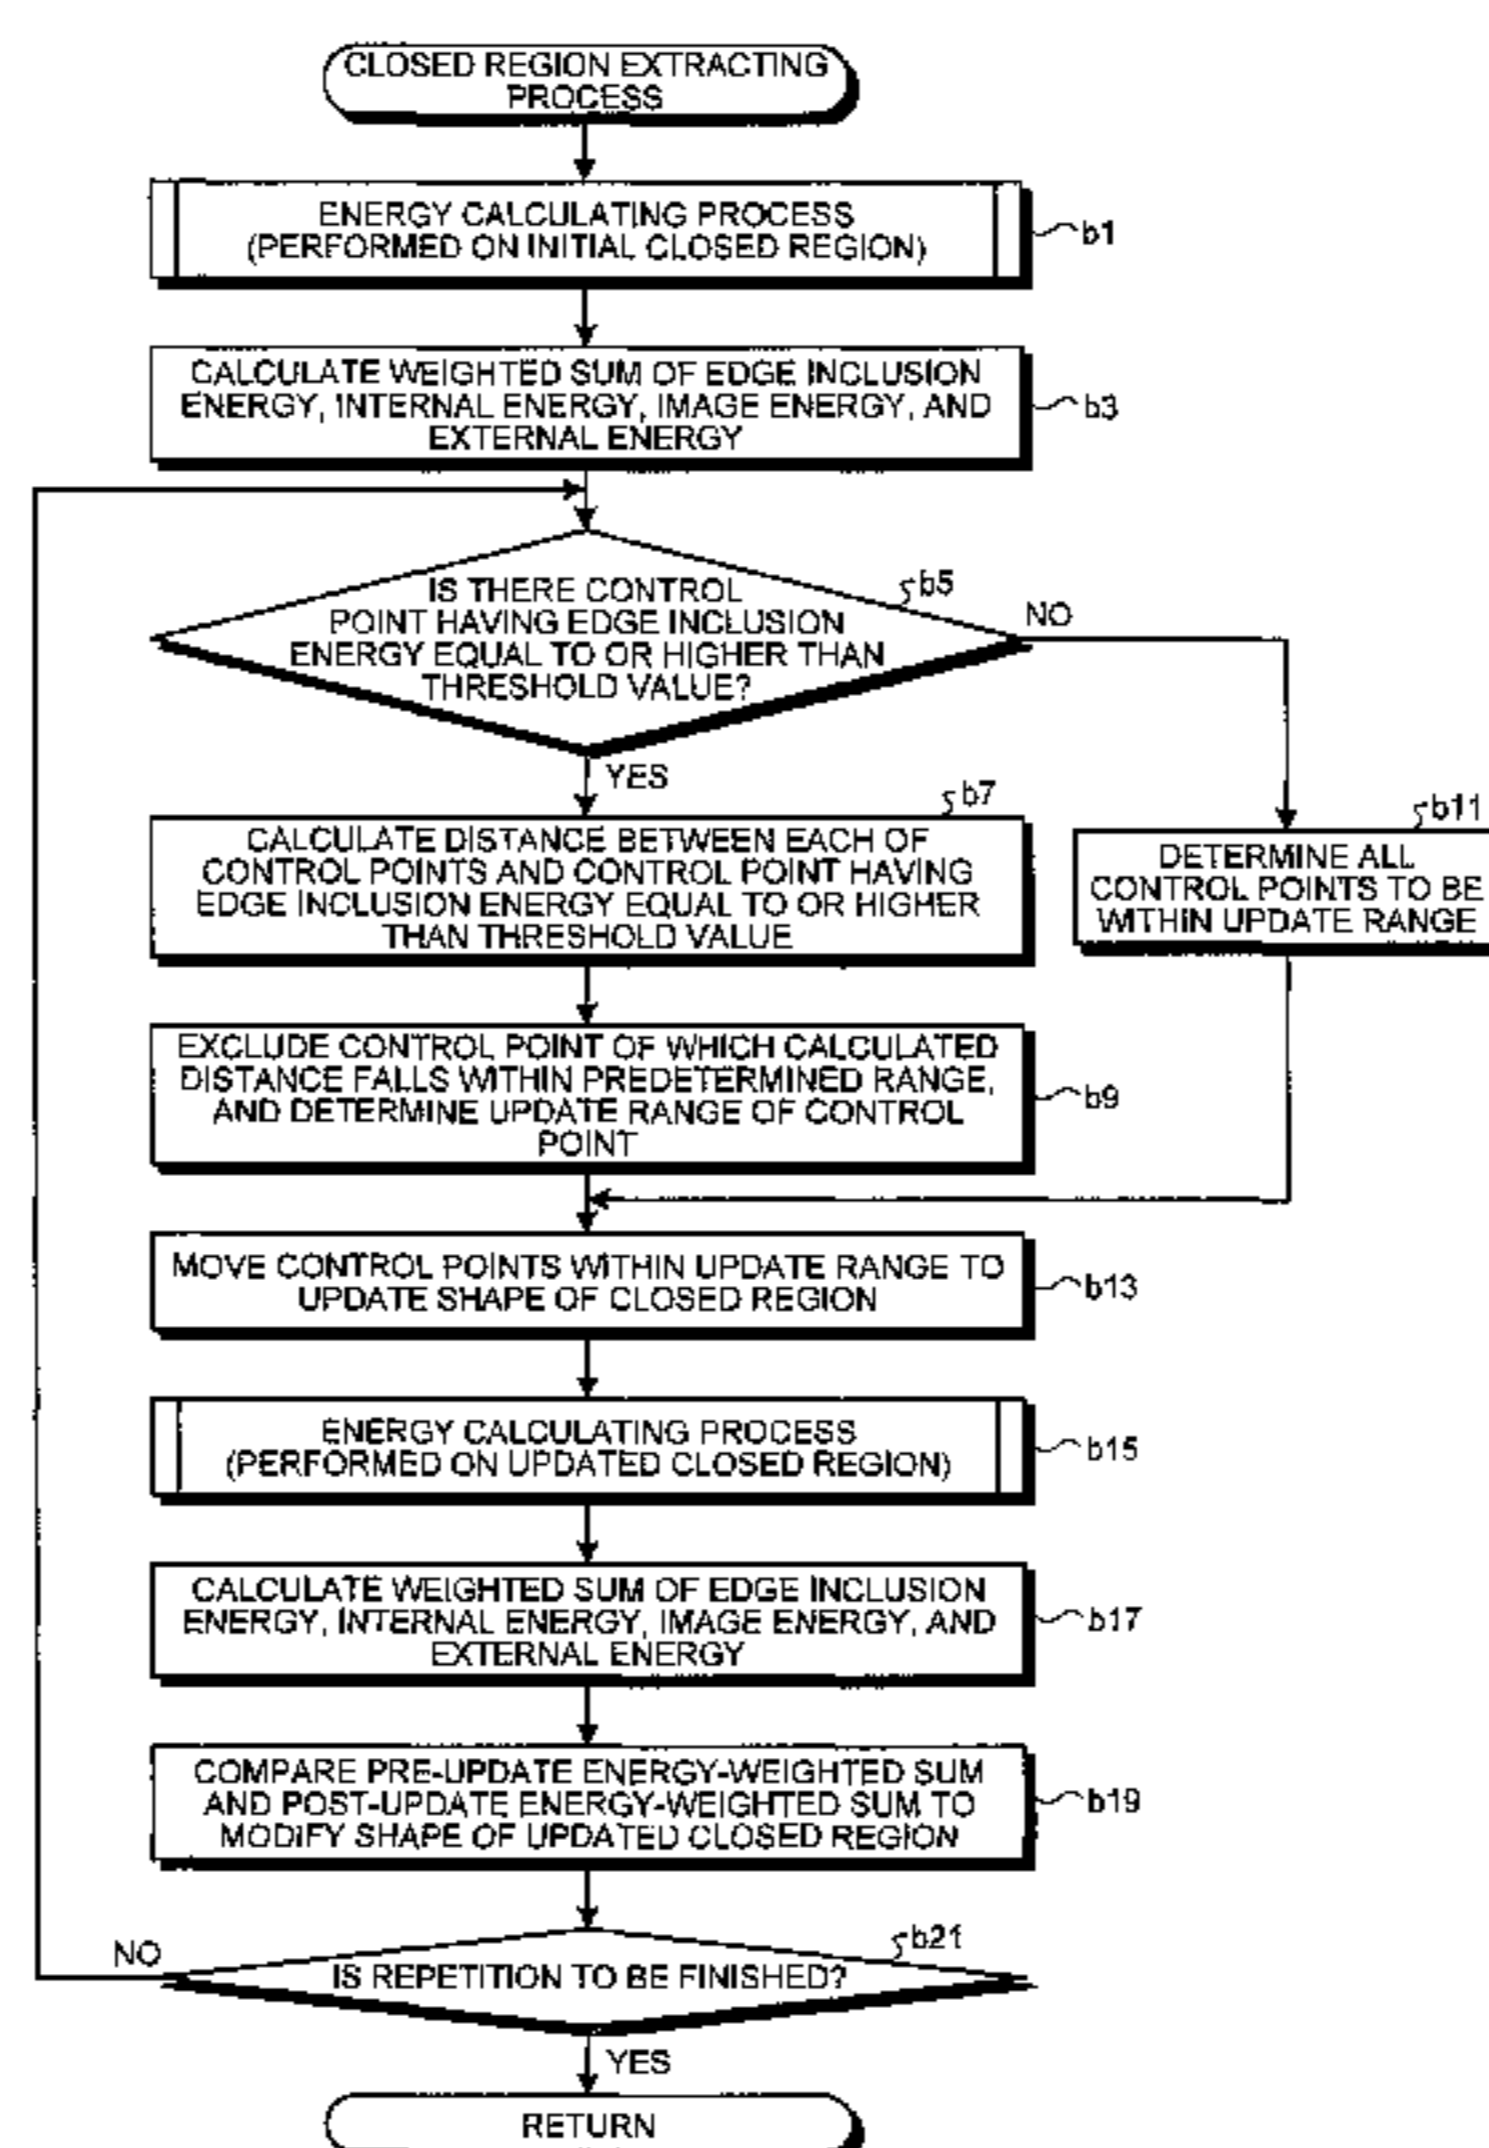 CLOSED REGION EXTRACTING
PROCESS
ENERGY CALCULATING PROCESS
(PERFORMED ON INITIAL CLOSED REGION)
b1
CALCULATE WEIGHTED SUM OF EDGE INCLUSION
ENERGY, INTERNAL ENERGY, IMAGE ENERGY, AND
EXTERNAL ENERGY
b3
IS THERE CONTROL
POINT HAVING EDGE INCLUSION
ENERGY EQUAL TO OR HIGHER THAN
THRESHOLD VALUE?
b5
NO
YES
b7
CALCULATE DISTANCE BETWEEN EACH OF
CONTROL POINTS AND CONTROL POINT HAVING
EDGE INCLUSION ENERGY EQUAL TO OR HIGHER
THAN THRESHOLD VALUE
b11
DETERMINE ALL
CONTROL POINTS TO BE
WITHIN UPDATE RANGE
EXCLUDE CONTROL POINT OF WHICH CALCULATED
DISTANCE FALLS WITHIN PREDETERMINED RANGE,
AND DETERMINE UPDATE RANGE OF CONTROL
POINT
b9
MOVE CONTROL POINTS WITHIN UPDATE RANGE TO
UPDATE SHAPE OF CLOSED REGION
b13
ENERGY CALCULATING PROCESS
(PERFORMED ON UPDATED CLOSED REGION)
b15
CALCULATE WEIGHTED SUM OF EDGE INCLUSION
ENERGY, INTERNAL ENERGY, IMAGE ENERGY, AND
EXTERNAL ENERGY
b17
COMPARE PRE-UPDATE ENERGY-WEIGHTED SUM
AND POST-UPDATE ENERGY-WEIGHTED SUM TO
MODIFY SHAPE OF UPDATED CLOSED REGION
b19
b21
NO
IS REPETITION TO BE FINISHED?
YES
RETURN